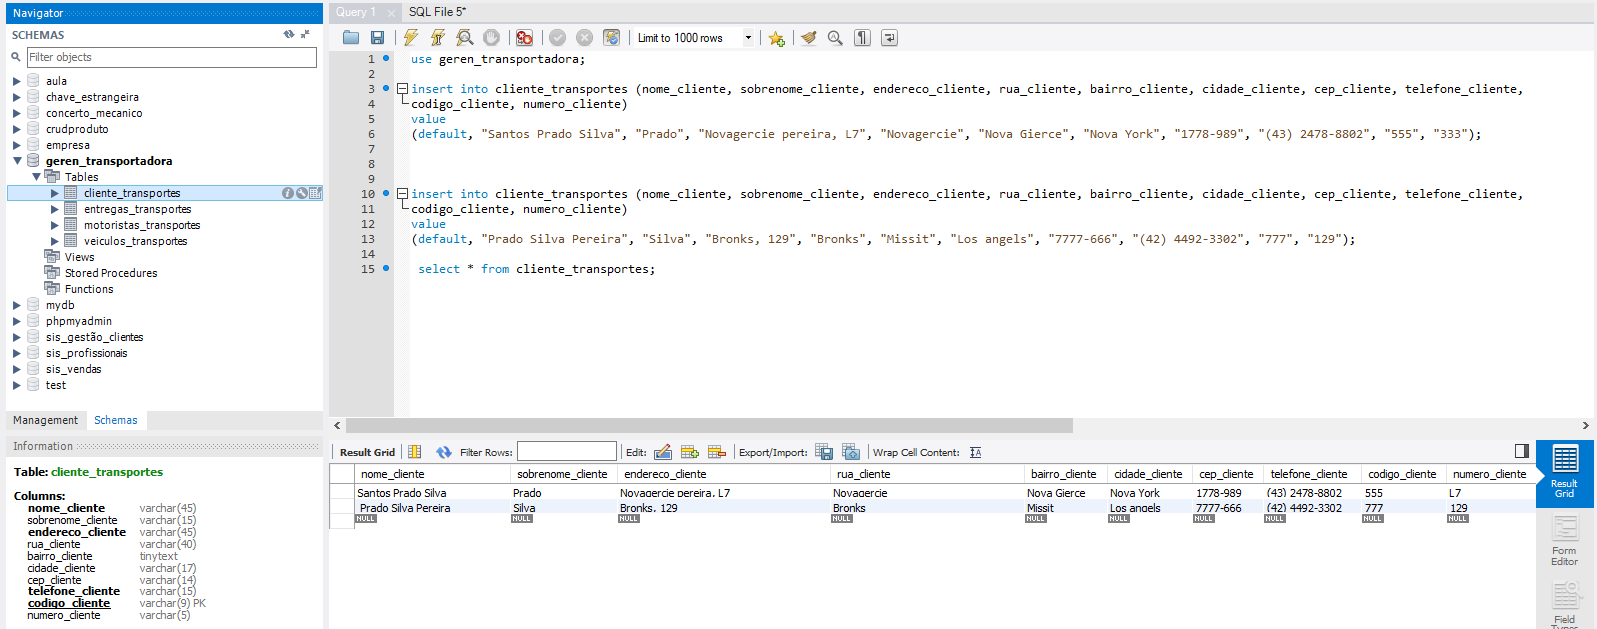 Navigator
SCHEMAS
Filter objects
aula
chave_estrangeira
concerto_mecanico
crudproduto
empresa
geren_transportadora
Tables
cliente_transportes
entregas_transportes
motoristas_transportes
veiculos_transportes
Views
Stored Procedures
Functions
mydb
phpmyadmin
sis_gestão_clientes
sis_profissionais
sis_vendas
test
Management Schemas
Information
Table: cliente_transportes
Columns:
nome_cliente varchar(45)
sobrenome_cliente varchar(15)
endereco_cliente varchar(45)
rua_cliente varchar(40)
bairro_cliente tinytext
cidade_cliente varchar(17)
cep_cliente varchar(14)
telefone_cliente varchar(15)
codigo_cliente varchar(9) PK
numero_cliente varchar(5)
Query 1 SQL File 5*
Limit to 1000 rows
1 use geren_transportadora;
2
3 insert into cliente_transportes (nome_cliente, sobrenome_cliente, endereco_cliente, rua_cliente, bairro_cliente, cidade_cliente, cep_cliente, telefone_cliente,
4 codigo_cliente, numero_cliente)
5 value
6 (default, "Santos Prado Silva", "Prado", "Novagercie pereira, L7", "Novagercie", "Nova Gierce", "Nova York", "1778-989", "(43) 2478-8802", "555", "333");
7
8
9
10 insert into cliente_transportes (nome_cliente, sobrenome_cliente, endereco_cliente, rua_cliente, bairro_cliente, cidade_cliente, cep_cliente, telefone_cliente,
11 codigo_cliente, numero_cliente)
12 value
13 (default, "Prado Silva Pereira", "Silva", "Bronks, 129", "Bronks", "Missit", "Los angels", "7777-666", "(42) 4492-3302", "777", "129");
14
15 select * from cliente_transportes;
Result Grid Filter Rows: Edit: Export/Import: Wrap Cell Content:
nome_cliente sobrenome_cliente endereco_cliente rua_cliente bairro_cliente cidade_cliente cep_cliente telefone_cliente codigo_cliente numero_cliente
Santos Prado Silva Prado Novagercie pereira, L7 Novagercie Nova Gierce Nova York 1778-989 (43) 2478-8802 555 L7
Prado Silva Pereira Silva Bronks, 129 Bronks Missit Los angels 7777-666 (42) 4492-3302 777 129
NULL NULL NULL NULL NULL NULL NULL NULL NULL NULL
Result
Grid
Form
Editor
Field
Types